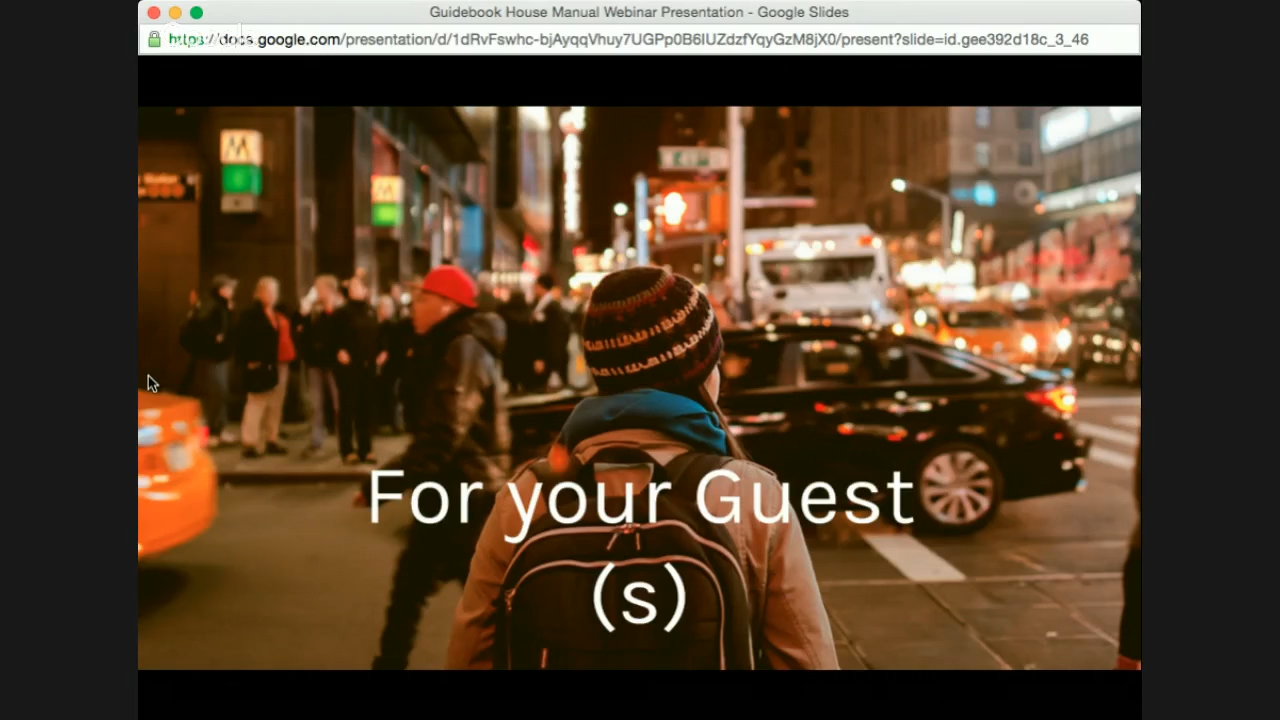 Guidebook House Manual Webinar Presentation - Google Slides
https://docs.google.com/presentation/d/1dRvFswhc-bjAyqqVhuy7UGPp0B6IUZdzfYqyGzM8jX0/present?slide=id.gee392d18c_3_46
For your Guest
(s)